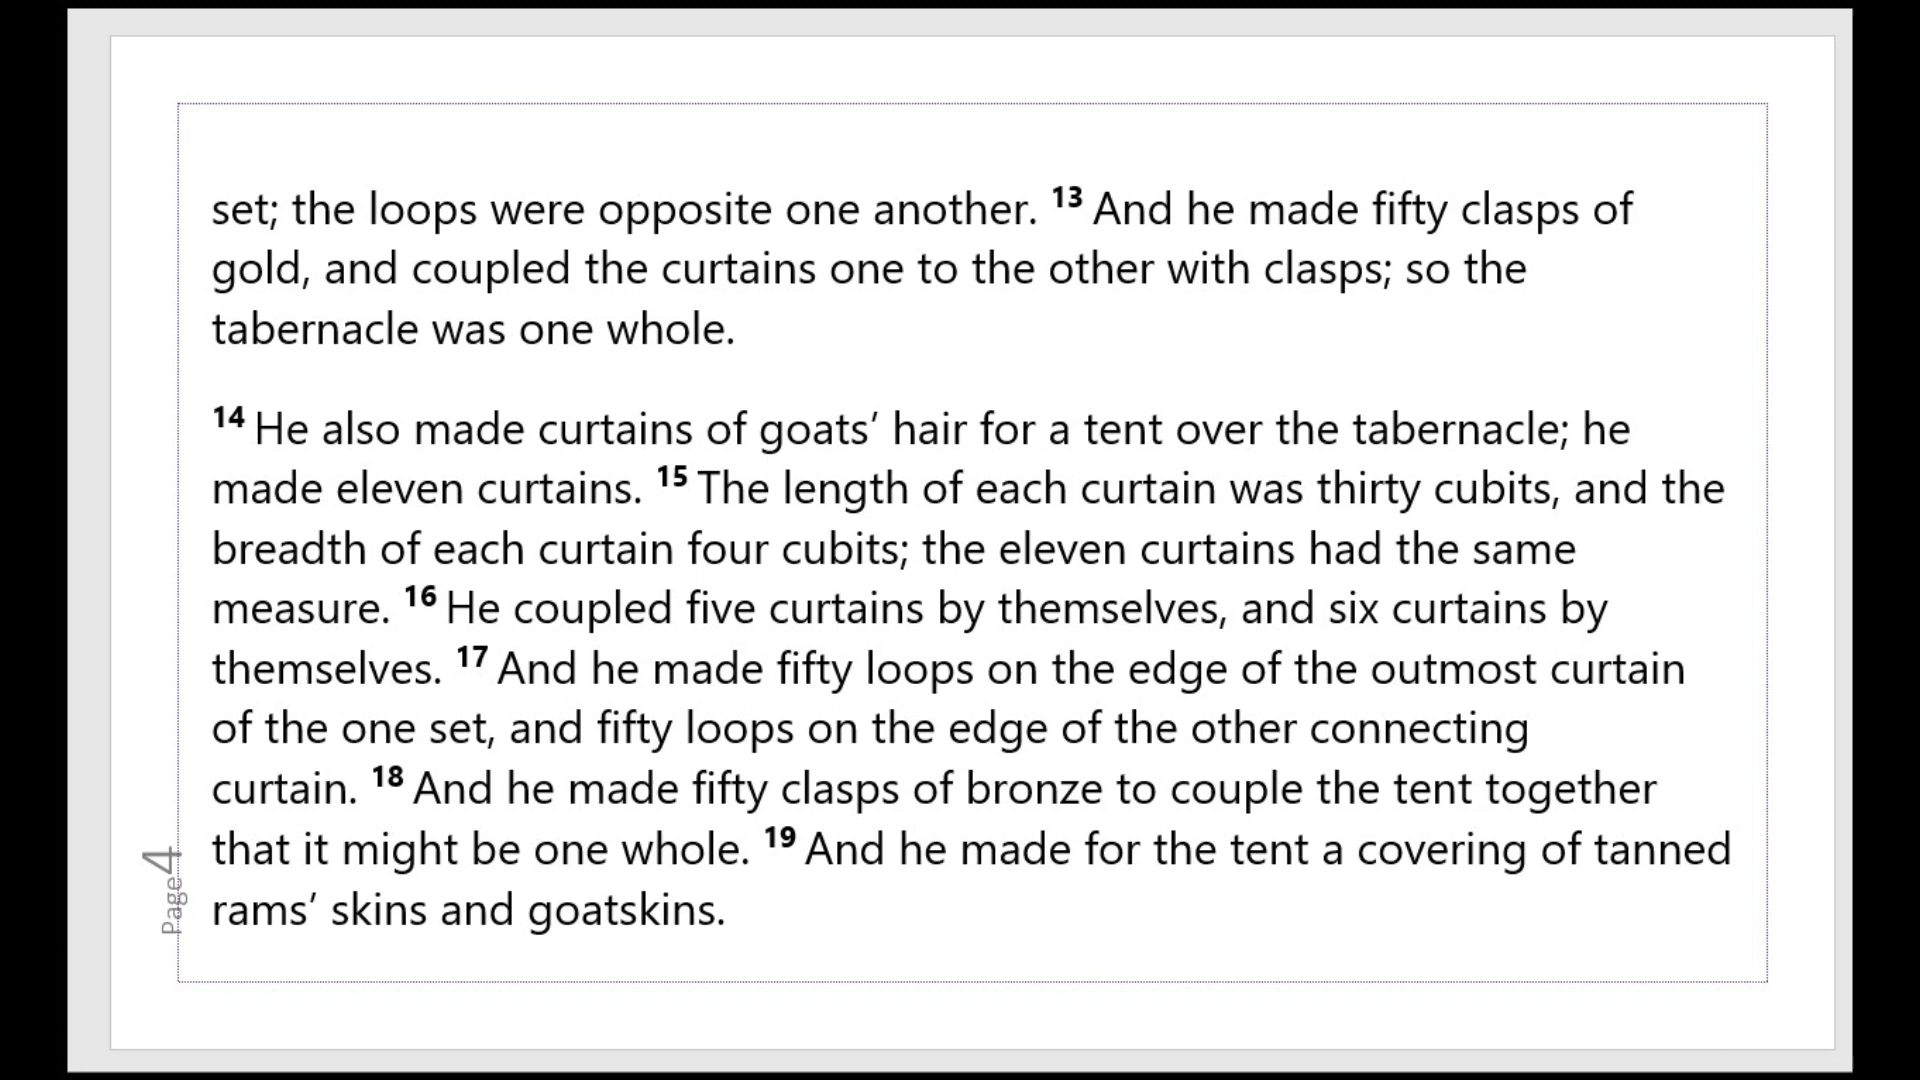 set; the loops were opposite one another. 13 And he made fifty clasps of
gold, and coupled the curtains one to the other with clasps; so the
tabernacle was one whole.
14 He also made curtains of goats’ hair for a tent over the tabernacle; he
made eleven curtains. 15 The length of each curtain was thirty cubits, and the
breadth of each curtain four cubits; the eleven curtains had the same
measure. 16 He coupled five curtains by themselves, and six curtains by
themselves. 17 And he made fifty loops on the edge of the outmost curtain
of the one set, and fifty loops on the edge of the other connecting
curtain. 18 And he made fifty clasps of bronze to couple the tent together
that it might be one whole. 19 And he made for the tent a covering of tanned
rams’ skins and goatskins.
Page4